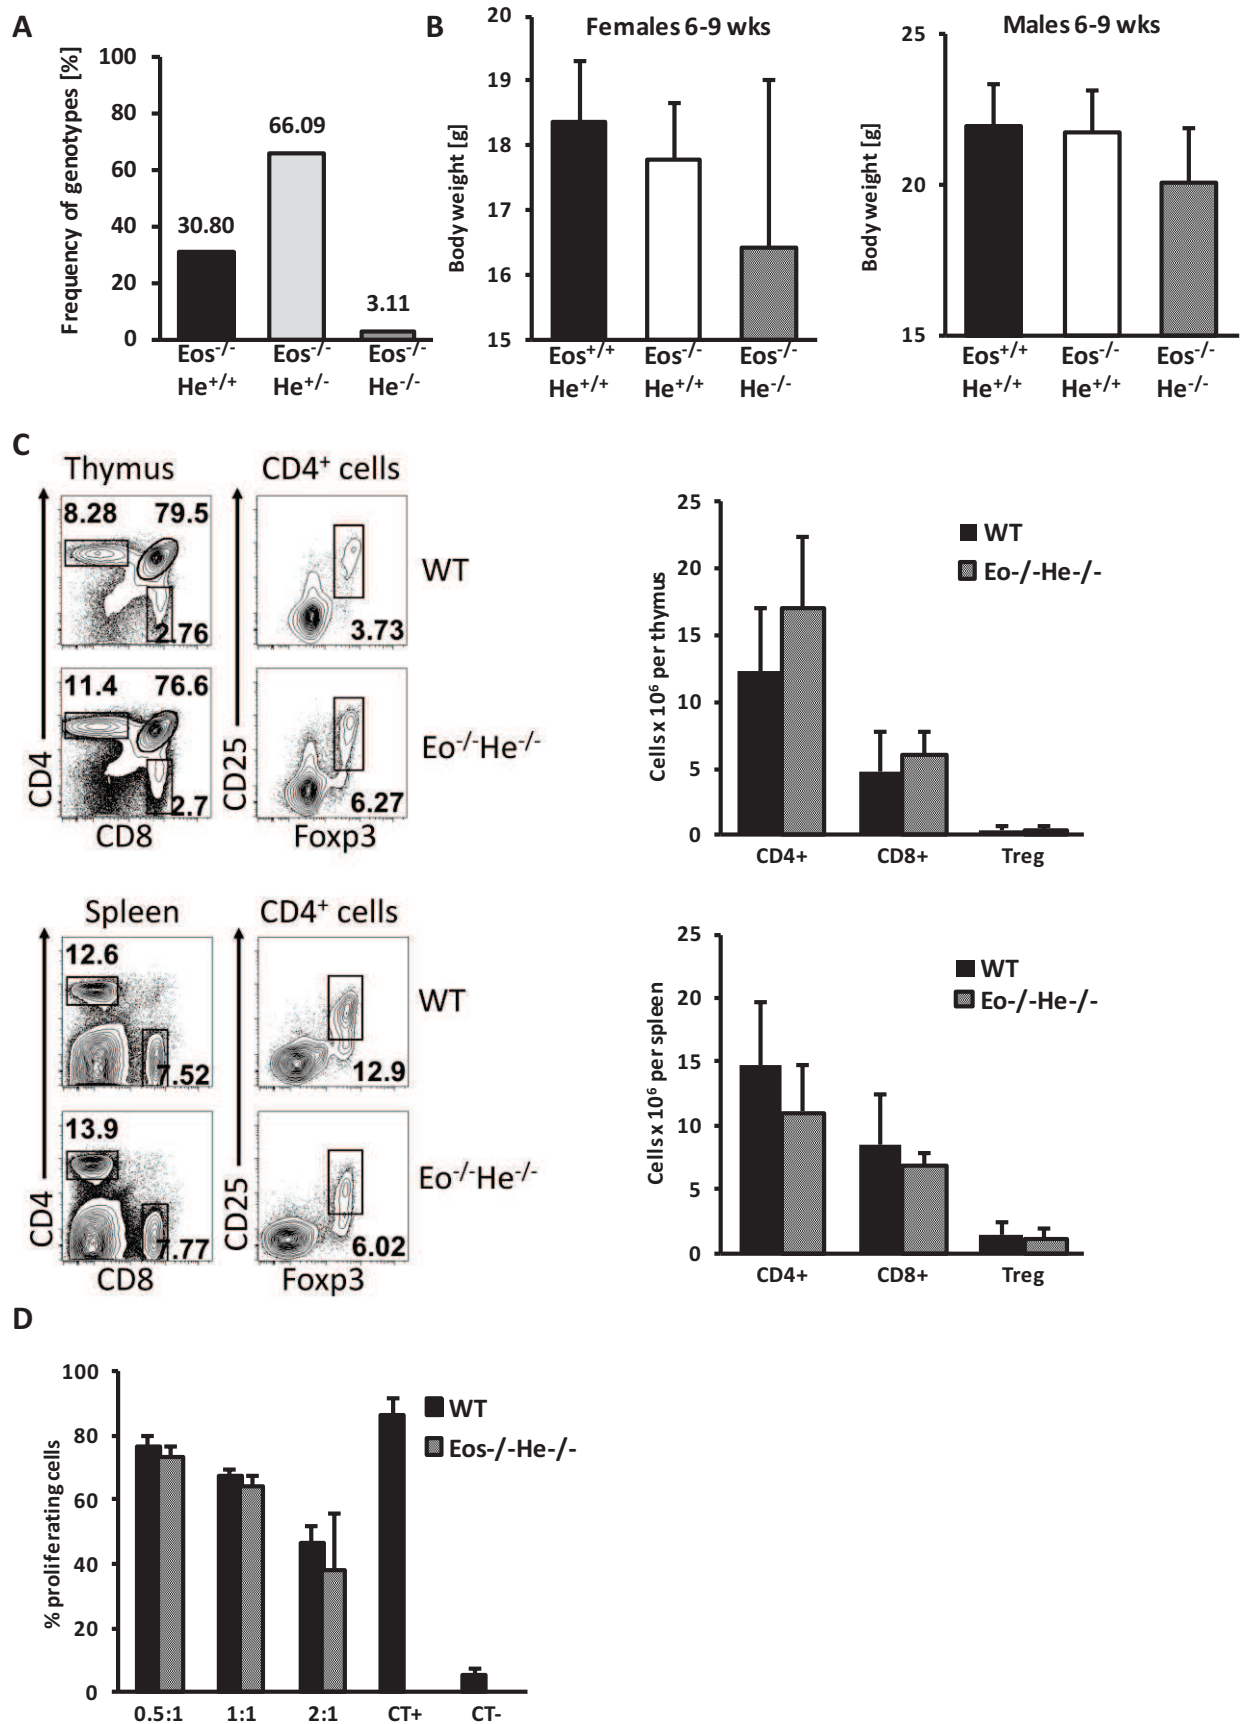 A
Frequency of genotypes [%]
100
80
60
40
20
0
30.80
66.09
3.11
Eos-/- Eos-/- Eos-/-
He+/+ He+/- He-/-
B
Females 6-9 wks
Body weight [g]
20
19
18
17
16
15
Eos+/+ Eos-/- Eos-/-
He+/+ He+/+ He-/-
Males 6-9 wks
Body weight [g]
25
20
15
Eos+/+ Eos-/- Eos-/-
He+/+ He+/+ He-/-
C
Thymus CD4+ cells
8.28 79.5
2.76 3.73
WT
11.4 76.6
2.7 6.27
Eo-/-He-/-
CD4 CD25
CD8 Foxp3
Cells x 10⁶ per thymus
25
20
15
10
5
0
WT
Eo-/-He-/-
CD4+ CD8+ Treg
Spleen CD4+ cells
12.6
7.52 12.9
WT
13.9
7.77 6.02
Eo-/-He-/-
CD4 CD25
CD8 Foxp3
Cells x 10⁶ per spleen
25
20
15
10
5
0
WT
Eo-/-He-/-
CD4+ CD8+ Treg
D
% proliferating cells
100
80
60
40
20
0
WT
Eos-/-He-/-
0.5:1 1:1 2:1 CT+ CT-